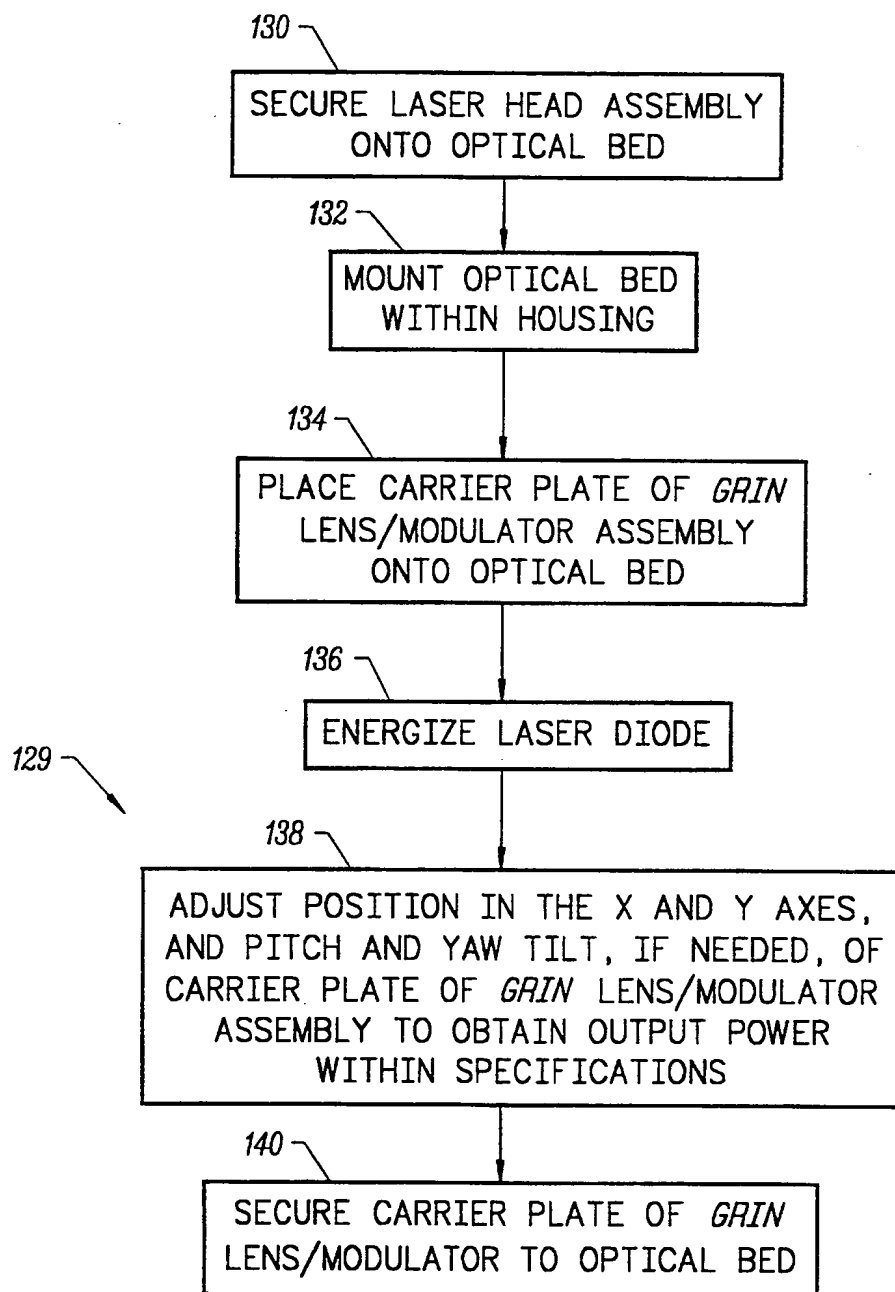 130
SECURE LASER HEAD ASSEMBLY
ONTO OPTICAL BED
132
MOUNT OPTICAL BED
WITHIN HOUSING
134
PLACE CARRIER PLATE OF GRIN
LENS/MODULATOR ASSEMBLY
ONTO OPTICAL BED
136
ENERGIZE LASER DIODE
129
138
ADJUST POSITION IN THE X AND Y AXES,
AND PITCH AND YAW TILT, IF NEEDED, OF
CARRIER PLATE OF GRIN LENS/MODULATOR
ASSEMBLY TO OBTAIN OUTPUT POWER
WITHIN SPECIFICATIONS
140
SECURE CARRIER PLATE OF GRIN
LENS/MODULATOR TO OPTICAL BED